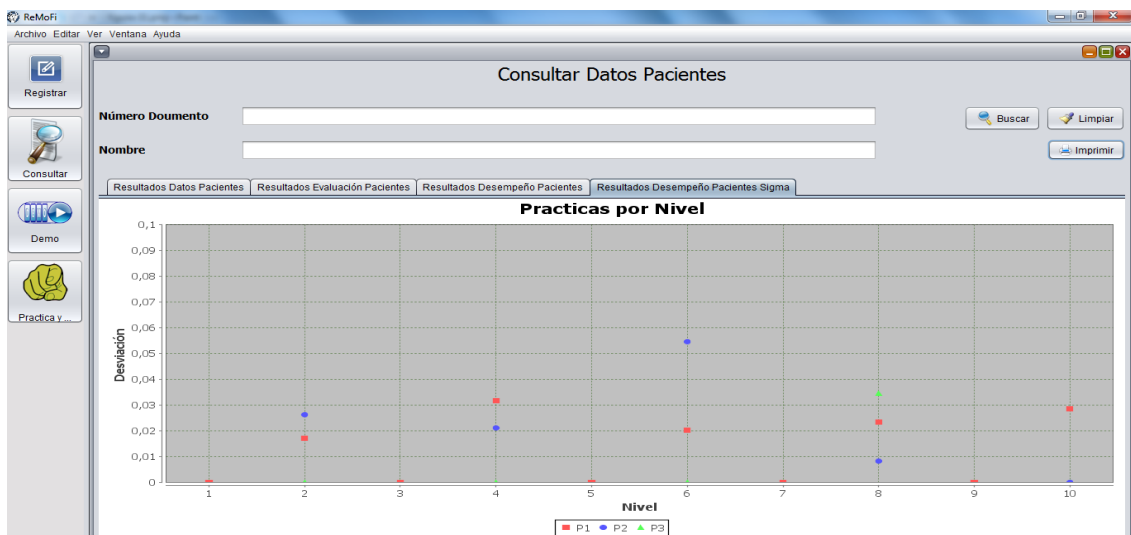 ReMoFi
Archivo Editar Ver Ventana Ayuda
Registrar
Consultar
Demo
Practica y ...
Consultar Datos Pacientes
Número Doumento
Buscar
Limpiar
Nombre
Imprimir
Resultados Datos Pacientes
Resultados Evaluación Pacientes
Resultados Desempeño Pacientes
Resultados Desempeño Pacientes Sigma
Practicas por Nivel
Desviación
0,1
0,09
0,08
0,07
0,06
0,05
0,04
0,03
0,02
0,01
0
1 2 3 4 5 6 7 8 9 10
Nivel
P1 P2 P3